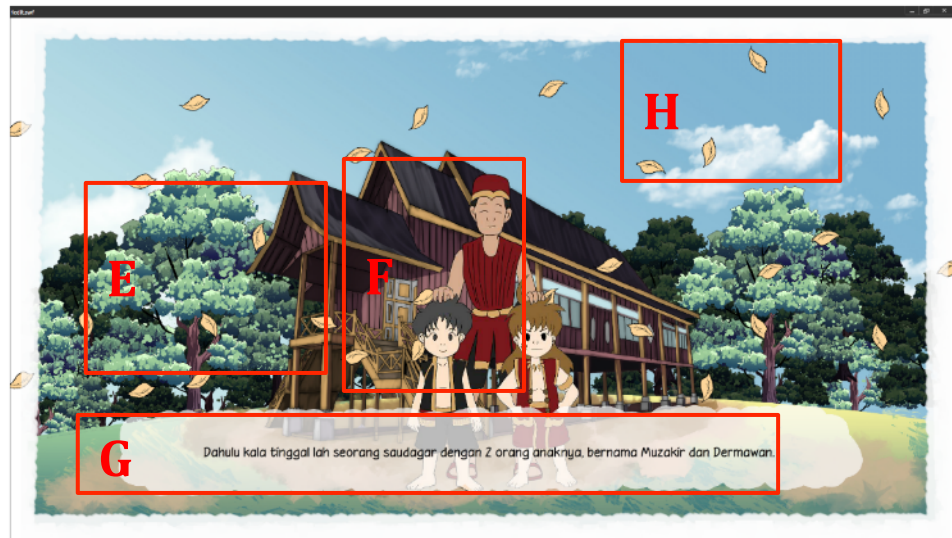 H
E
F
G
Dahulu kala tinggal lah seorang saudagar dengan 2 orang anaknya, bernama Muzakir dan Dermawan.